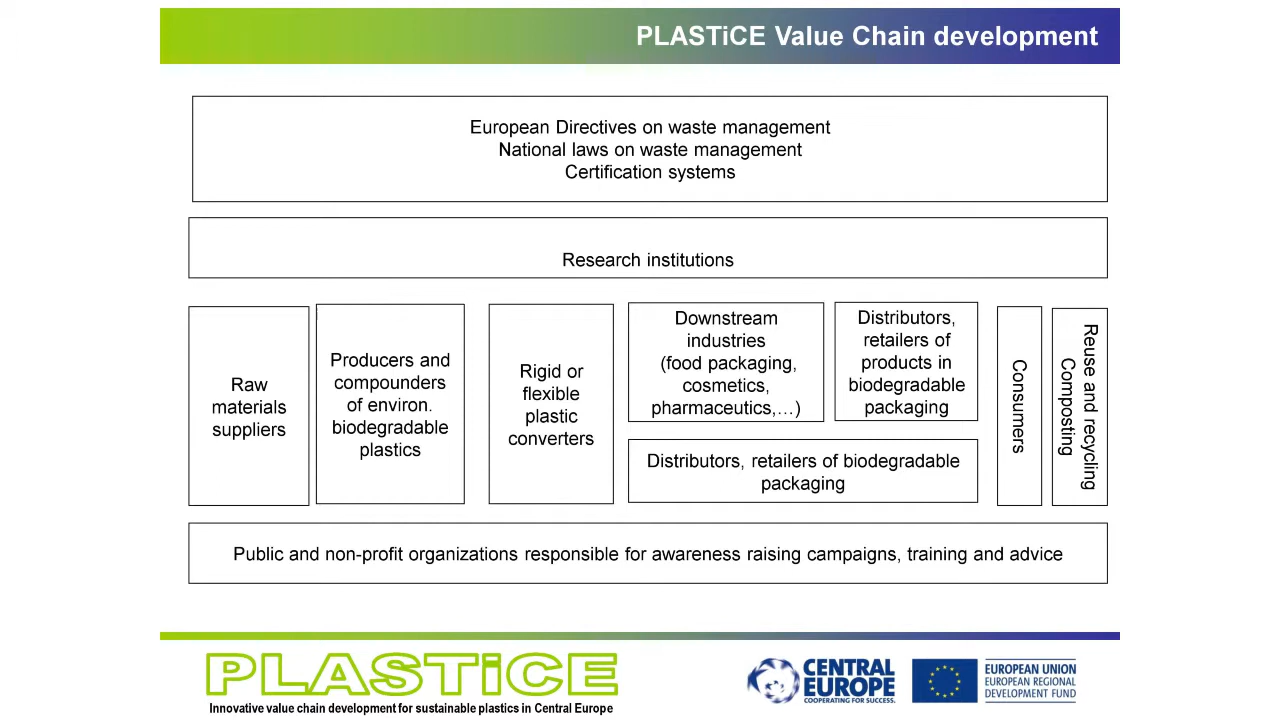 PLASTiCE Value Chain development
European Directives on waste management
National laws on waste management
Certification systems
Research institutions
Raw
materials
suppliers
Producers and
compounders
of environ.
biodegradable
plastics
Rigid or
flexible
plastic
converters
Downstream
industries
(food packaging,
cosmetics,
pharmaceutics,…)
Distributors,
retailers of
products in
biodegradable
packaging
Distributors, retailers of biodegradable
packaging
Consumers
Reuse and recycling
Composting
Public and non-profit organizations responsible for awareness raising campaigns, training and advice
PLASTiCE
Innovative value chain development for sustainable plastics in Central Europe
CENTRAL
EUROPE
COOPERATING FOR SUCCESS.
EUROPEAN UNION
EUROPEAN REGIONAL
DEVELOPMENT FUND